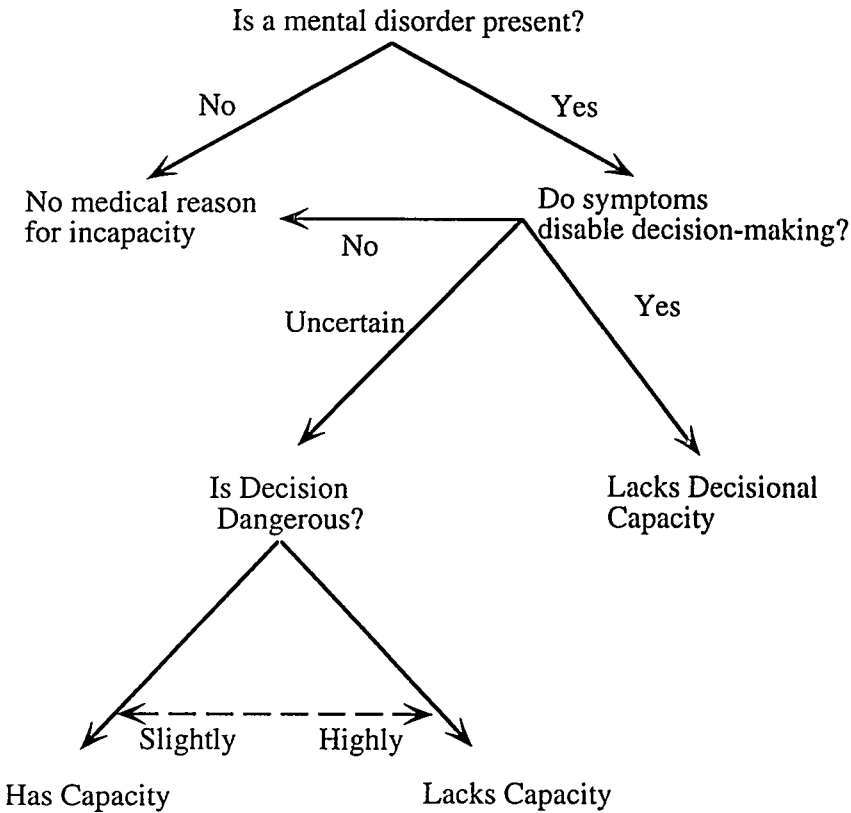 Is a mental disorder present?
No
Yes
No medical reason
for incapacity
Do symptoms
disable decision-making?
No
Uncertain
Yes
Is Decision
Dangerous?
Lacks Decisional
Capacity
Slightly
Highly
Has Capacity
Lacks Capacity